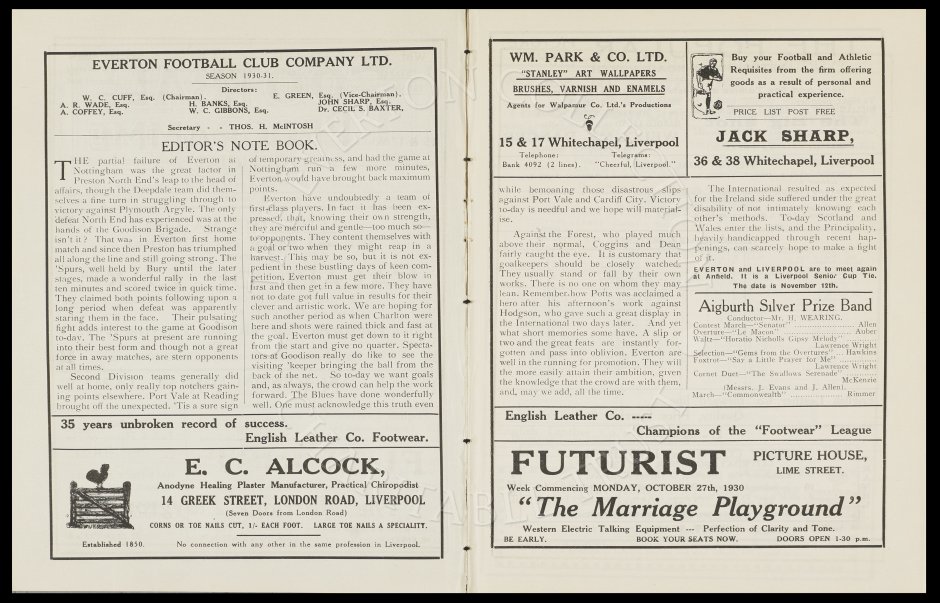 EVERTON FOOTBALL CLUB COMPANY LTD.
SEASON 1930-31.
Directors:
W. C. CUFF, Esq. (Chairman). E. GREEN, Esq. (Vice-Chairman).
A. R. WADE, Esq. H. BANKS, Esq. JOHN SHARP, Esq.
A. COFFEY, Esq. W. C. GIBBONS, Esq. Dr. CECIL S. BAXTER,
Secretary - - THOS. H. McINTOSH
EDITOR'S NOTE BOOK.
THE partial failure of Everton at
Nottingham was the great factor in
Preston North End's leap to the head of
affairs, though the Deepdale team did them-
selves a fine turn in struggling through to
victory against Plymouth Argyle. The only
defeat North End has experienced was at the
hands of the Goodison Brigade. Strange
isn't it? That was in Everton first home
match and since then Preston has triumphed
all along the line and still going strong. The
'Spurs, well held by Bury until the later
stages, made a wonderful rally in the last
ten minutes and scored twice in quick time.
They claimed both points following upon a
long period when defeat was apparently
staring them in the face. Their pulsating
fight adds interest to the game at Goodison
to-day. The 'Spurs at present are running
into their best form and though not a great
force in away matches, are stern opponents
at all times.
Second Division teams generally did
well at home, only really top notchers gain-
ing points elsewhere. Port Vale at Reading
brought off the unexpected. 'Tis a sure sign
of temporary greatness, and had the game at
Nottingham run a few more minutes,
Everton would have brought back maximum
points.
Everton have undoubtedly a team of
first-class players. In fact it has been ex-
pressed, that, knowing their own strength,
they are merciful and gentle—too much so—
to opponents. They content themselves with
a goal or two when they might reap in a
harvest. This may be so, but it is not ex-
pedient in these bustling days of keen com-
petition. Everton must get their blow in
first and then get in a few more. They have
not to date got full value in results for their
clever and artistic work. We are hoping for
such another period as when Charlton were
here and shots were rained thick and fast at
the goal. Everton must get down to it right
from the start and give no quarter. Specta-
tors at Goodison really do like to see the
visiting 'keeper bringing the ball from the
back of the net. So to-day we want goals
and, as always, the crowd can help the work
forward. The Blues have done wonderfully
well. One must acknowledge this truth even
35 years unbroken record of success.
English Leather Co. Footwear.
E. C. ALCOCK,
Anodyne Healing Plaster Manufacturer, Practical Chiropodist
14 GREEK STREET, LONDON ROAD, LIVERPOOL
(Seven Doors from London Road)
CORNS OR TOE NAILS CUT, 1/- EACH FOOT. LARGE TOE NAILS A SPECIALITY.
Established 1850. No connection with any other in the same profession in Liverpool.
WM. PARK & CO. LTD.
"STANLEY" ART WALLPAPERS
BRUSHES, VARNISH AND ENAMELS
Agents for Walpamur Co. Ltd.'s Productions
15 & 17 Whitechapel, Liverpool
Telephone: Telegrams:
Bank 4092 (2 lines). "Cheerful, Liverpool."
Buy your Football and Athletic
Requisites from the firm offering
goods as a result of personal and
practical experience.
PRICE LIST POST FREE
JACK SHARP,
36 & 38 Whitechapel, Liverpool
while bemoaning those disastrous slips
against Port Vale and Cardiff City. Victory
to-day is needful and we hope will material-
ise.
Against the Forest, who played much
above their normal, Coggins and Dean
fairly caught the eye. It is customary that
goalkeepers should be closely watched.
They usually stand or fall by their own
works. There is no one on whom they may
lean. Remember how Potts was acclaimed a
hero after his afternoon's work against
Hodgson, who gave such a great display in
the International two days later. And yet
what short memories some have. A slip or
two and the great feats are instantly for-
gotten and pass into oblivion. Everton are
well in the running for promotion. They will
the more easily attain their ambition, given
the knowledge that the crowd are with them,
and, may we add, all the time.
The International resulted as expected
for the Ireland side suffered under the great
disability of not intimately knowing each
other's methods. To-day Scotland and
Wales enter the lists, and the Principality,
heavily handicapped through recent hap-
penings, can scarcely hope to make a fight
of it.
EVERTON and LIVERPOOL are to meet again
at Anfield. It is a Liverpool Senior Cup Tie.
The date is November 12th.
Aigburth Silver Prize Band
Conductor—Mr. H. WEARING.
Contest March—"Senator" Allen
Overture—"Le Macon" Auber
Waltz—"Horatio Nicholls Gipsy Melody"
Lawrence Wright
Selection—"Gems from the Overtures" Hawkins
Foxtrot—"Say a Little Prayer for Me"
Lawrence Wright
Cornet Duet—"The Swallows Serenade"
McKenzie
(Messrs. J. Evans and J. Allen).
March—"Commonwealth" Rimmer
English Leather Co. -----
Champions of the "Footwear" League
FUTURIST PICTURE HOUSE,
LIME STREET.
Week Commencing MONDAY, OCTOBER 27th, 1930
"The Marriage Playground"
Western Electric Talking Equipment --- Perfection of Clarity and Tone.
BE EARLY. BOOK YOUR SEATS NOW. DOORS OPEN 1-30 p.m.